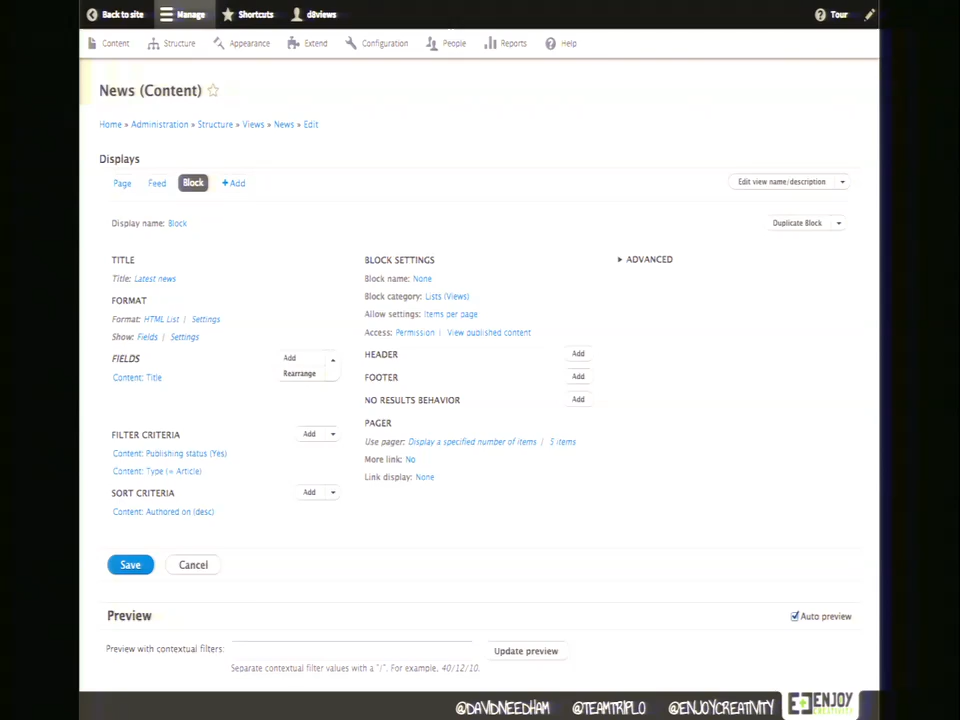 Back to site Manage Shortcuts d8views Tour
Content Structure Appearance Extend Configuration People Reports Help
News (Content)
Home » Administration » Structure » Views » News » Edit
Displays
Page Feed Block +Add Edit view name/description
Display name: Block Duplicate Block
TITLE
Title: Latest news
FORMAT
Format: HTML List | Settings
Show: Fields | Settings
FIELDS Add
Rearrange
Content: Title
FILTER CRITERIA Add
Content: Publishing status (Yes)
Content: Type (= Article)
SORT CRITERIA Add
Content: Authored on (desc)
BLOCK SETTINGS
Block name: None
Block category: Lists (Views)
Allow settings: Items per page
Access: Permission | View published content
HEADER Add
FOOTER Add
NO RESULTS BEHAVIOR Add
PAGER
Use pager: Display a specified number of items | 5 items
More link: No
Link display: None
ADVANCED
Save Cancel
Preview Auto preview
Preview with contextual filters: Update preview
Separate contextual filter values with a "/". For example, 40/12/10.
@DAVIDNEEDHAM @TEAMTRIPLO @ENJOYCREATIVITY E+ ENJOY
CREATIVITY